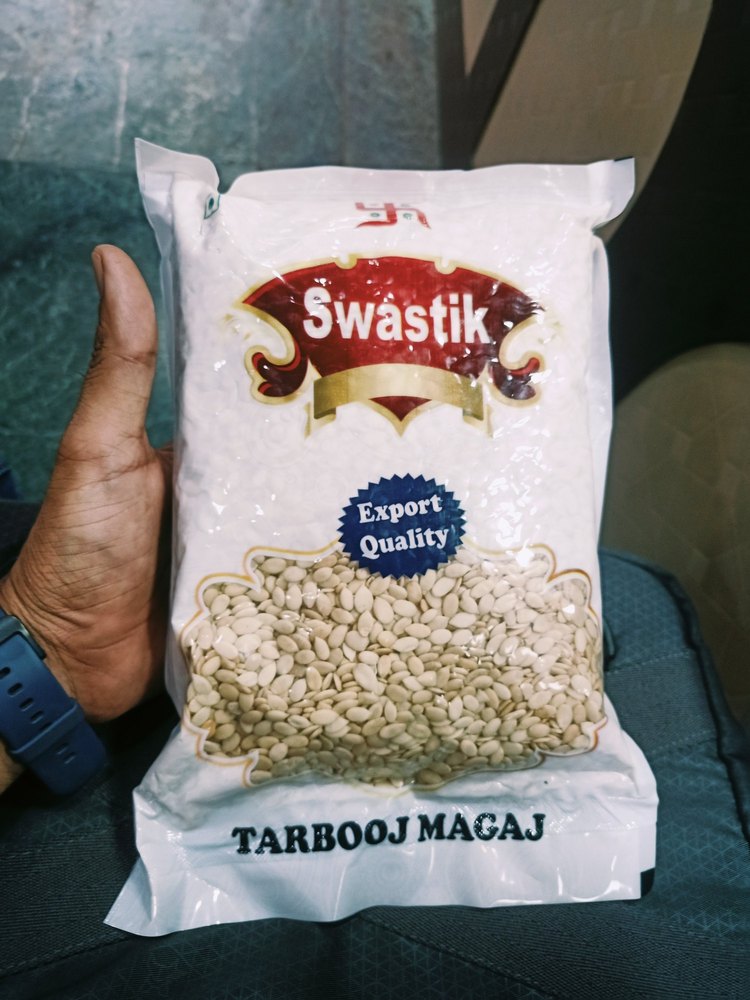 Swastik
Export
Quality
TARBOOJ MAGAJ